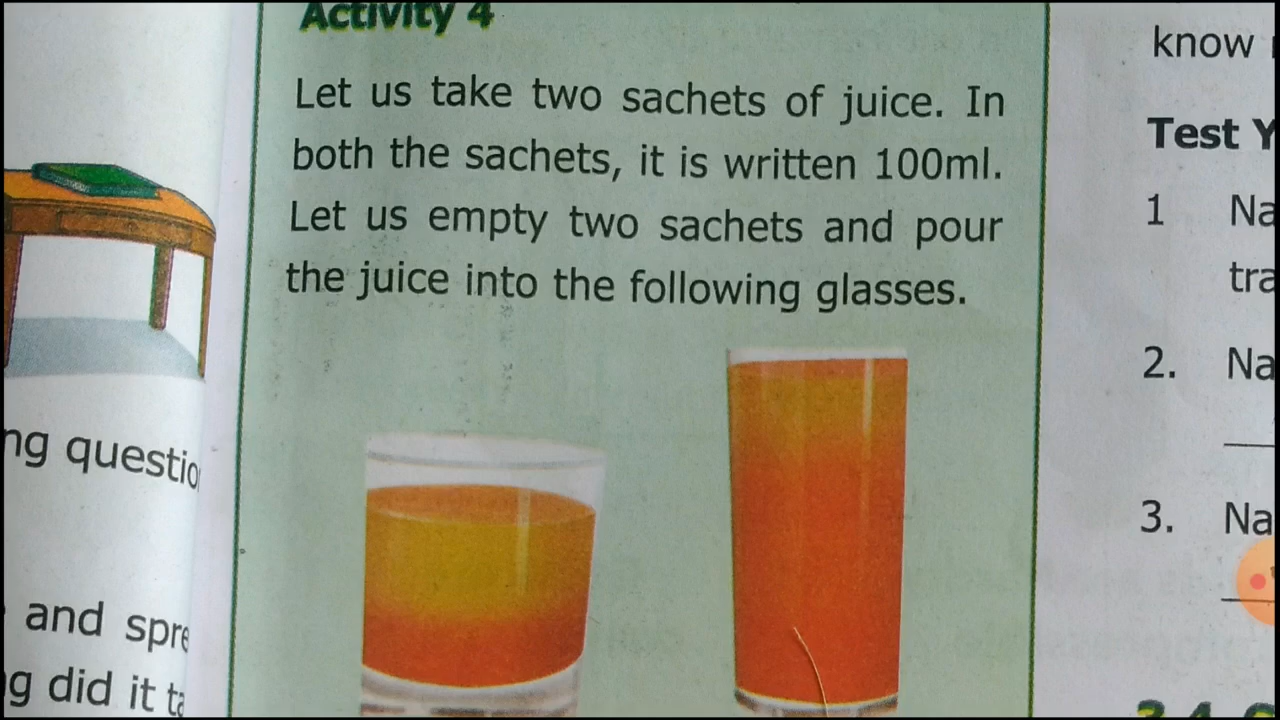 Activity 4
Let us take two sachets of juice. In
both the sachets, it is written 100ml.
Let us empty two sachets and pour
the juice into the following glasses.
ng questio
and spre
g did it ta
know
Test Y
1 Na
tra
2. Na
3. Na